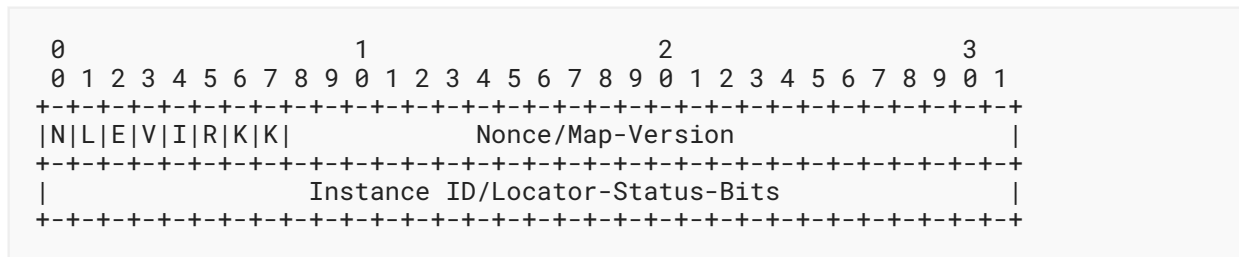 0                   1                   2                   3
 0 1 2 3 4 5 6 7 8 9 0 1 2 3 4 5 6 7 8 9 0 1 2 3 4 5 6 7 8 9 0 1
+-+-+-+-+-+-+-+-+-+-+-+-+-+-+-+-+-+-+-+-+-+-+-+-+-+-+-+-+-+-+-+-+
|N|L|E|V|I|R|K|K|            Nonce/Map-Version                  |
+-+-+-+-+-+-+-+-+-+-+-+-+-+-+-+-+-+-+-+-+-+-+-+-+-+-+-+-+-+-+-+-+
|                 Instance ID/Locator-Status-Bits               |
+-+-+-+-+-+-+-+-+-+-+-+-+-+-+-+-+-+-+-+-+-+-+-+-+-+-+-+-+-+-+-+-+